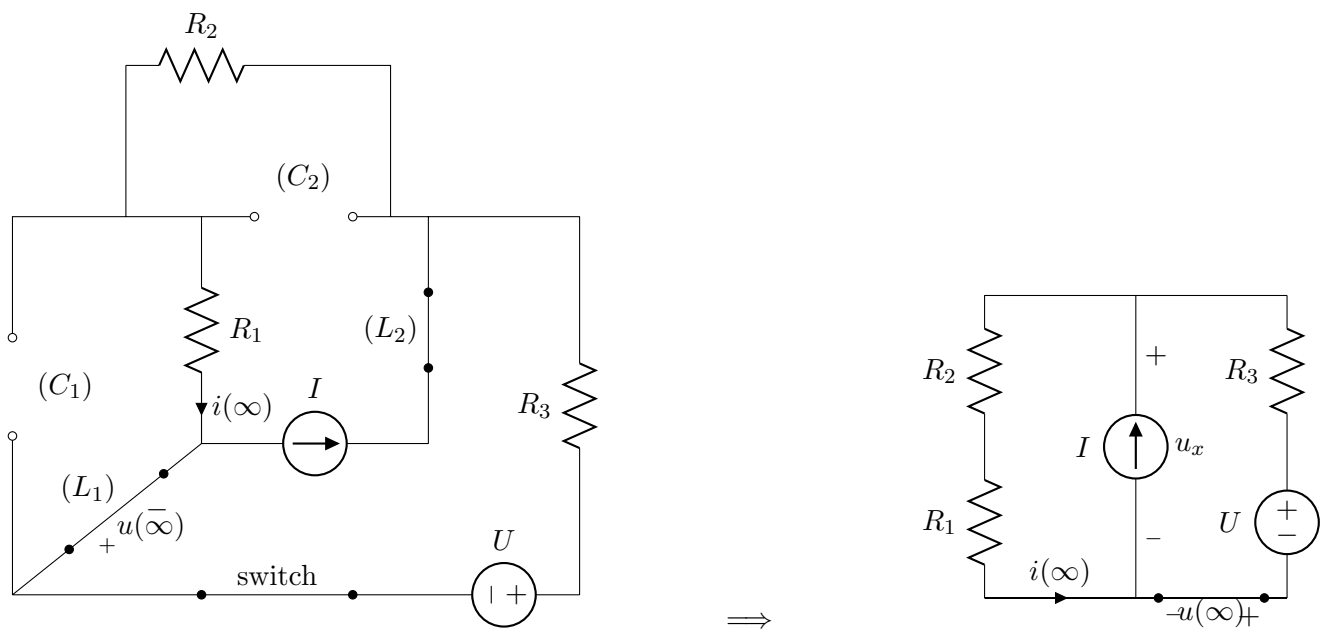 R₂
(C₂)
R₁
(L₂)
(C₁)
i(∞)
I
R₃
(L₁)
−
+ u(∞)
U
switch
− +
⟹
R₂
+
R₃
I
uₓ
R₁
U
+
−
−
i(∞)
− u(∞) +